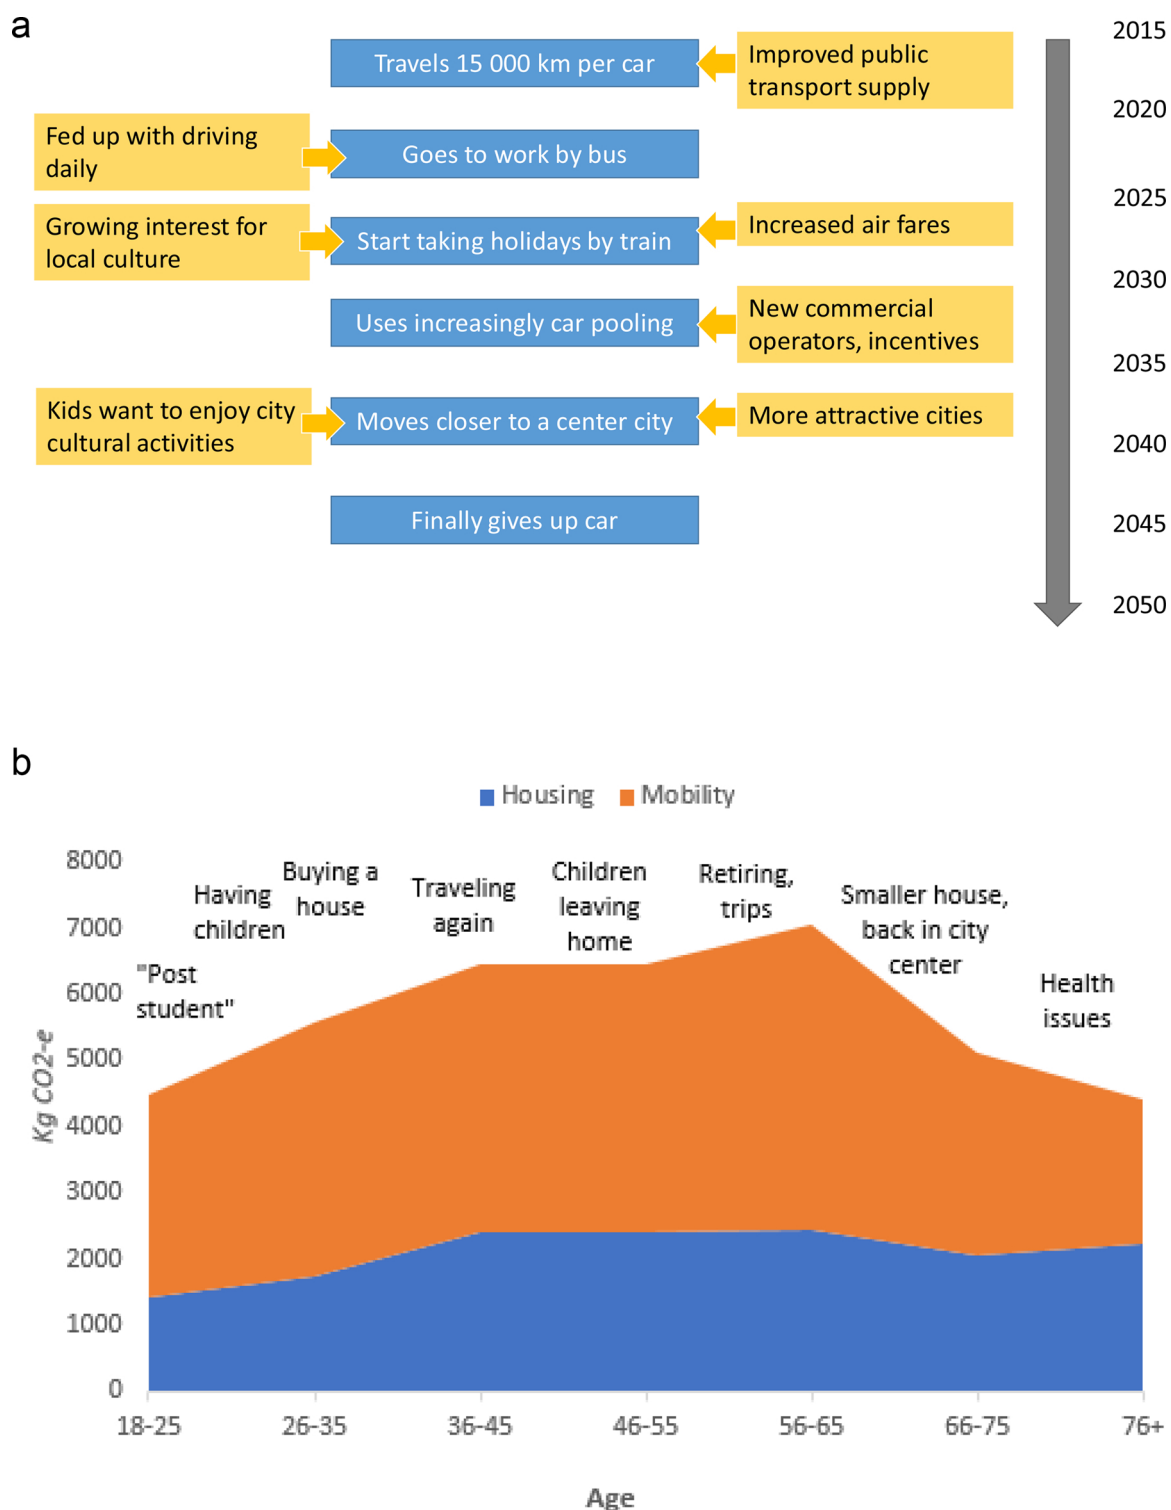 a
2015
Travels 15 000 km per car
Improved public
transport supply
2020
Fed up with driving
daily
Goes to work by bus
2025
Growing interest for
local culture
Start taking holidays by train
Increased air fares
2030
Uses increasingly car pooling
New commercial
operators, incentives
2035
Kids want to enjoy city
cultural activities
Moves closer to a center city
More attractive cities
2040
Finally gives up car
2045
2050
b
Housing
Mobility
8000
7000
6000
5000
4000
3000
2000
1000
0
Kg CO2-e
"Post
student"
Having
children
Buying a
house
Traveling
again
Children
leaving
home
Retiring,
trips
Smaller house,
back in city
center
Health
issues
18-25
26-35
36-45
46-55
56-65
66-75
76+
Age